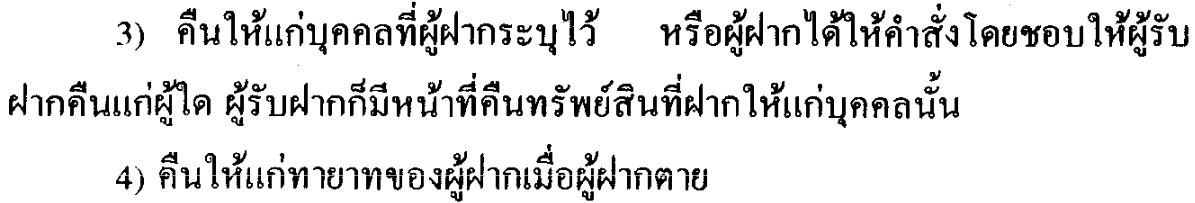 3) คืนให้แก่บุคคลที่ผู้ฝากระบุไว้ หรือผู้ฝากได้ให้คำสั่งโดยชอบให้ผู้รับ
ฝากคืนแก่ผู้ใด ผู้รับฝากก็มีหน้าที่คืนทรัพย์สินที่ฝากให้แก่บุคคลนั้น
4) คืนให้แก่ทายาทของผู้ฝากเมื่อผู้ฝากตาย